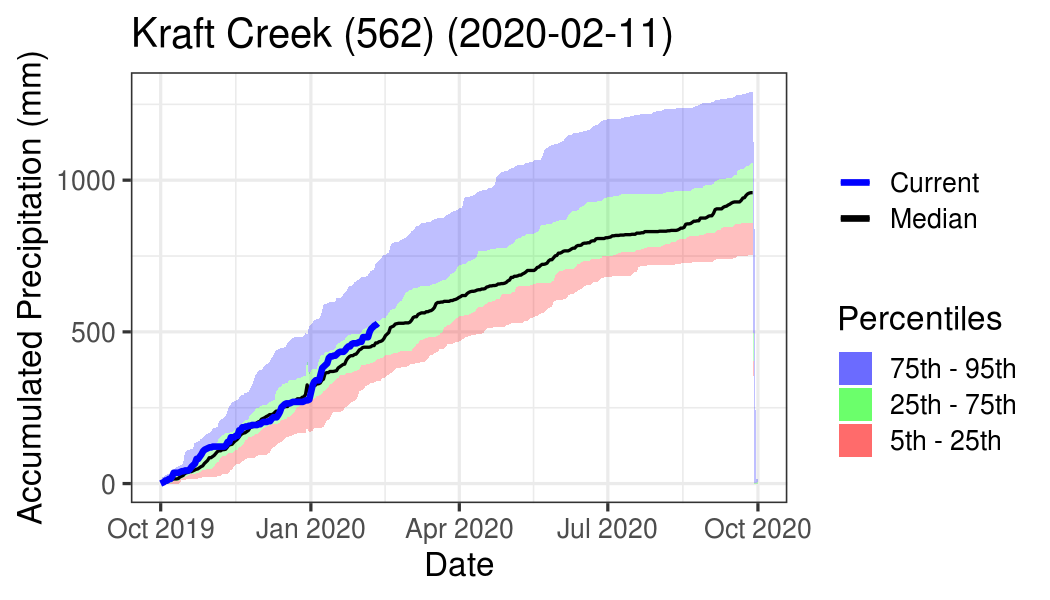 Kraft Creek (562) (2020-02-11)
Accumulated Precipitation (mm)
1000
500
0
Oct 2019 Jan 2020 Apr 2020 Jul 2020 Oct 2020
Date
Current
Median
Percentiles
75th - 95th
25th - 75th
5th - 25th